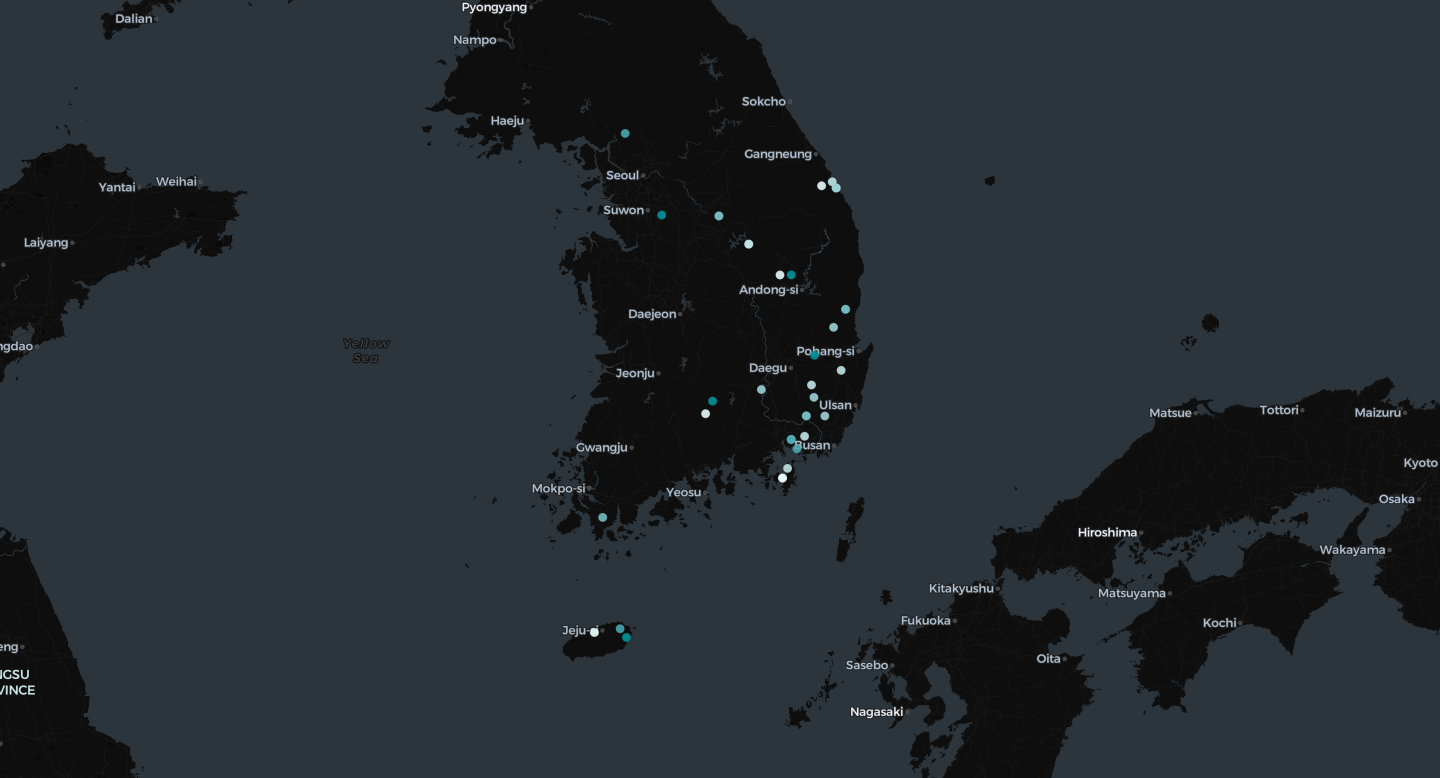 Pyongyang
Dalian
Nampo
Sokcho
Haeju
Gangneung
Seoul
Yantai
Weihai
Suwon
Laiyang
Andong-si
Daejeon
Yellow
Sea
ngdao
Pohang-si
Daegu
Jeonju
Ulsan
Matsue
Tottori
Maizuru
Busan
Gwangju
Kyoto
Mokpo-si
Yeosu
Osaka
Hiroshima
Wakayama
Kitakyushu
Matsuyama
Fukuoka
Kochi
Jeju-si
eng
Oita
Sasebo
NGSU
VINCE
Nagasaki